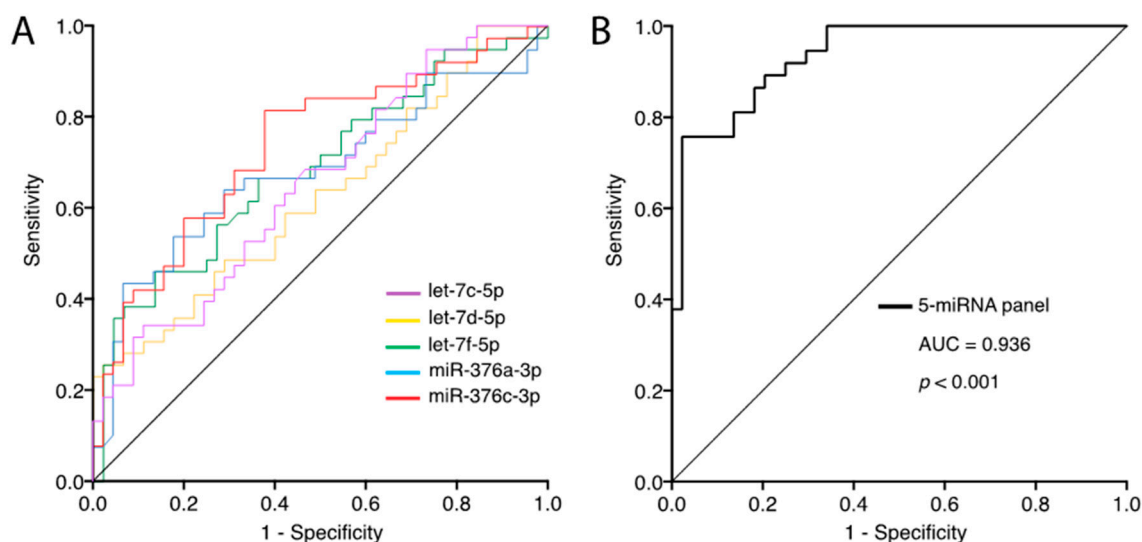 A
Sensitivity
1.0
0.8
0.6
0.4
0.2
0.0
let-7c-5p
let-7d-5p
let-7f-5p
miR-376a-3p
miR-376c-3p
0.0 0.2 0.4 0.6 0.8 1.0
1 - Specificity
B
Sensitivity
1.0
0.8
0.6
0.4
0.2
0.0
5-miRNA panel
AUC = 0.936
p < 0.001
0.0 0.2 0.4 0.6 0.8 1.0
1 - Specificity